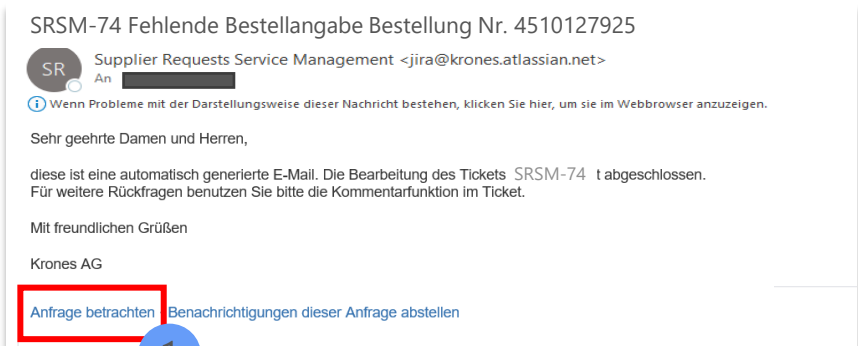 SRSM-74 Fehlende Bestellangabe Bestellung Nr. 4510127925
SR
Supplier Requests Service Management <jira@krones.atlassian.net>
An
i Wenn Probleme mit der Darstellungsweise dieser Nachricht bestehen, klicken Sie hier, um sie im Webbrowser anzuzeigen.
Sehr geehrte Damen und Herren,
diese ist eine automatisch generierte E-Mail. Die Bearbeitung des Tickets SRSM-74 t abgeschlossen.
Für weitere Rückfragen benutzen Sie bitte die Kommentarfunktion im Ticket.
Mit freundlichen Grüßen
Krones AG
Anfrage betrachten · Benachrichtigungen dieser Anfrage abstellen